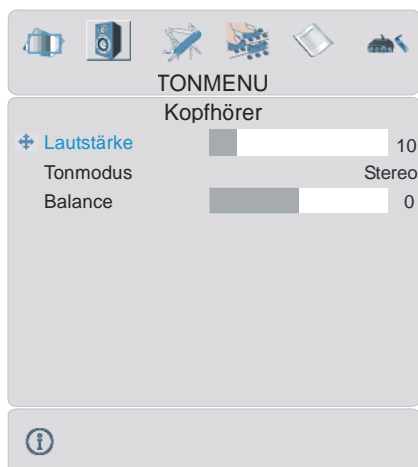 TONMENU
Kopfhörer
Lautstärke 10
Tonmodus Stereo
Balance 0